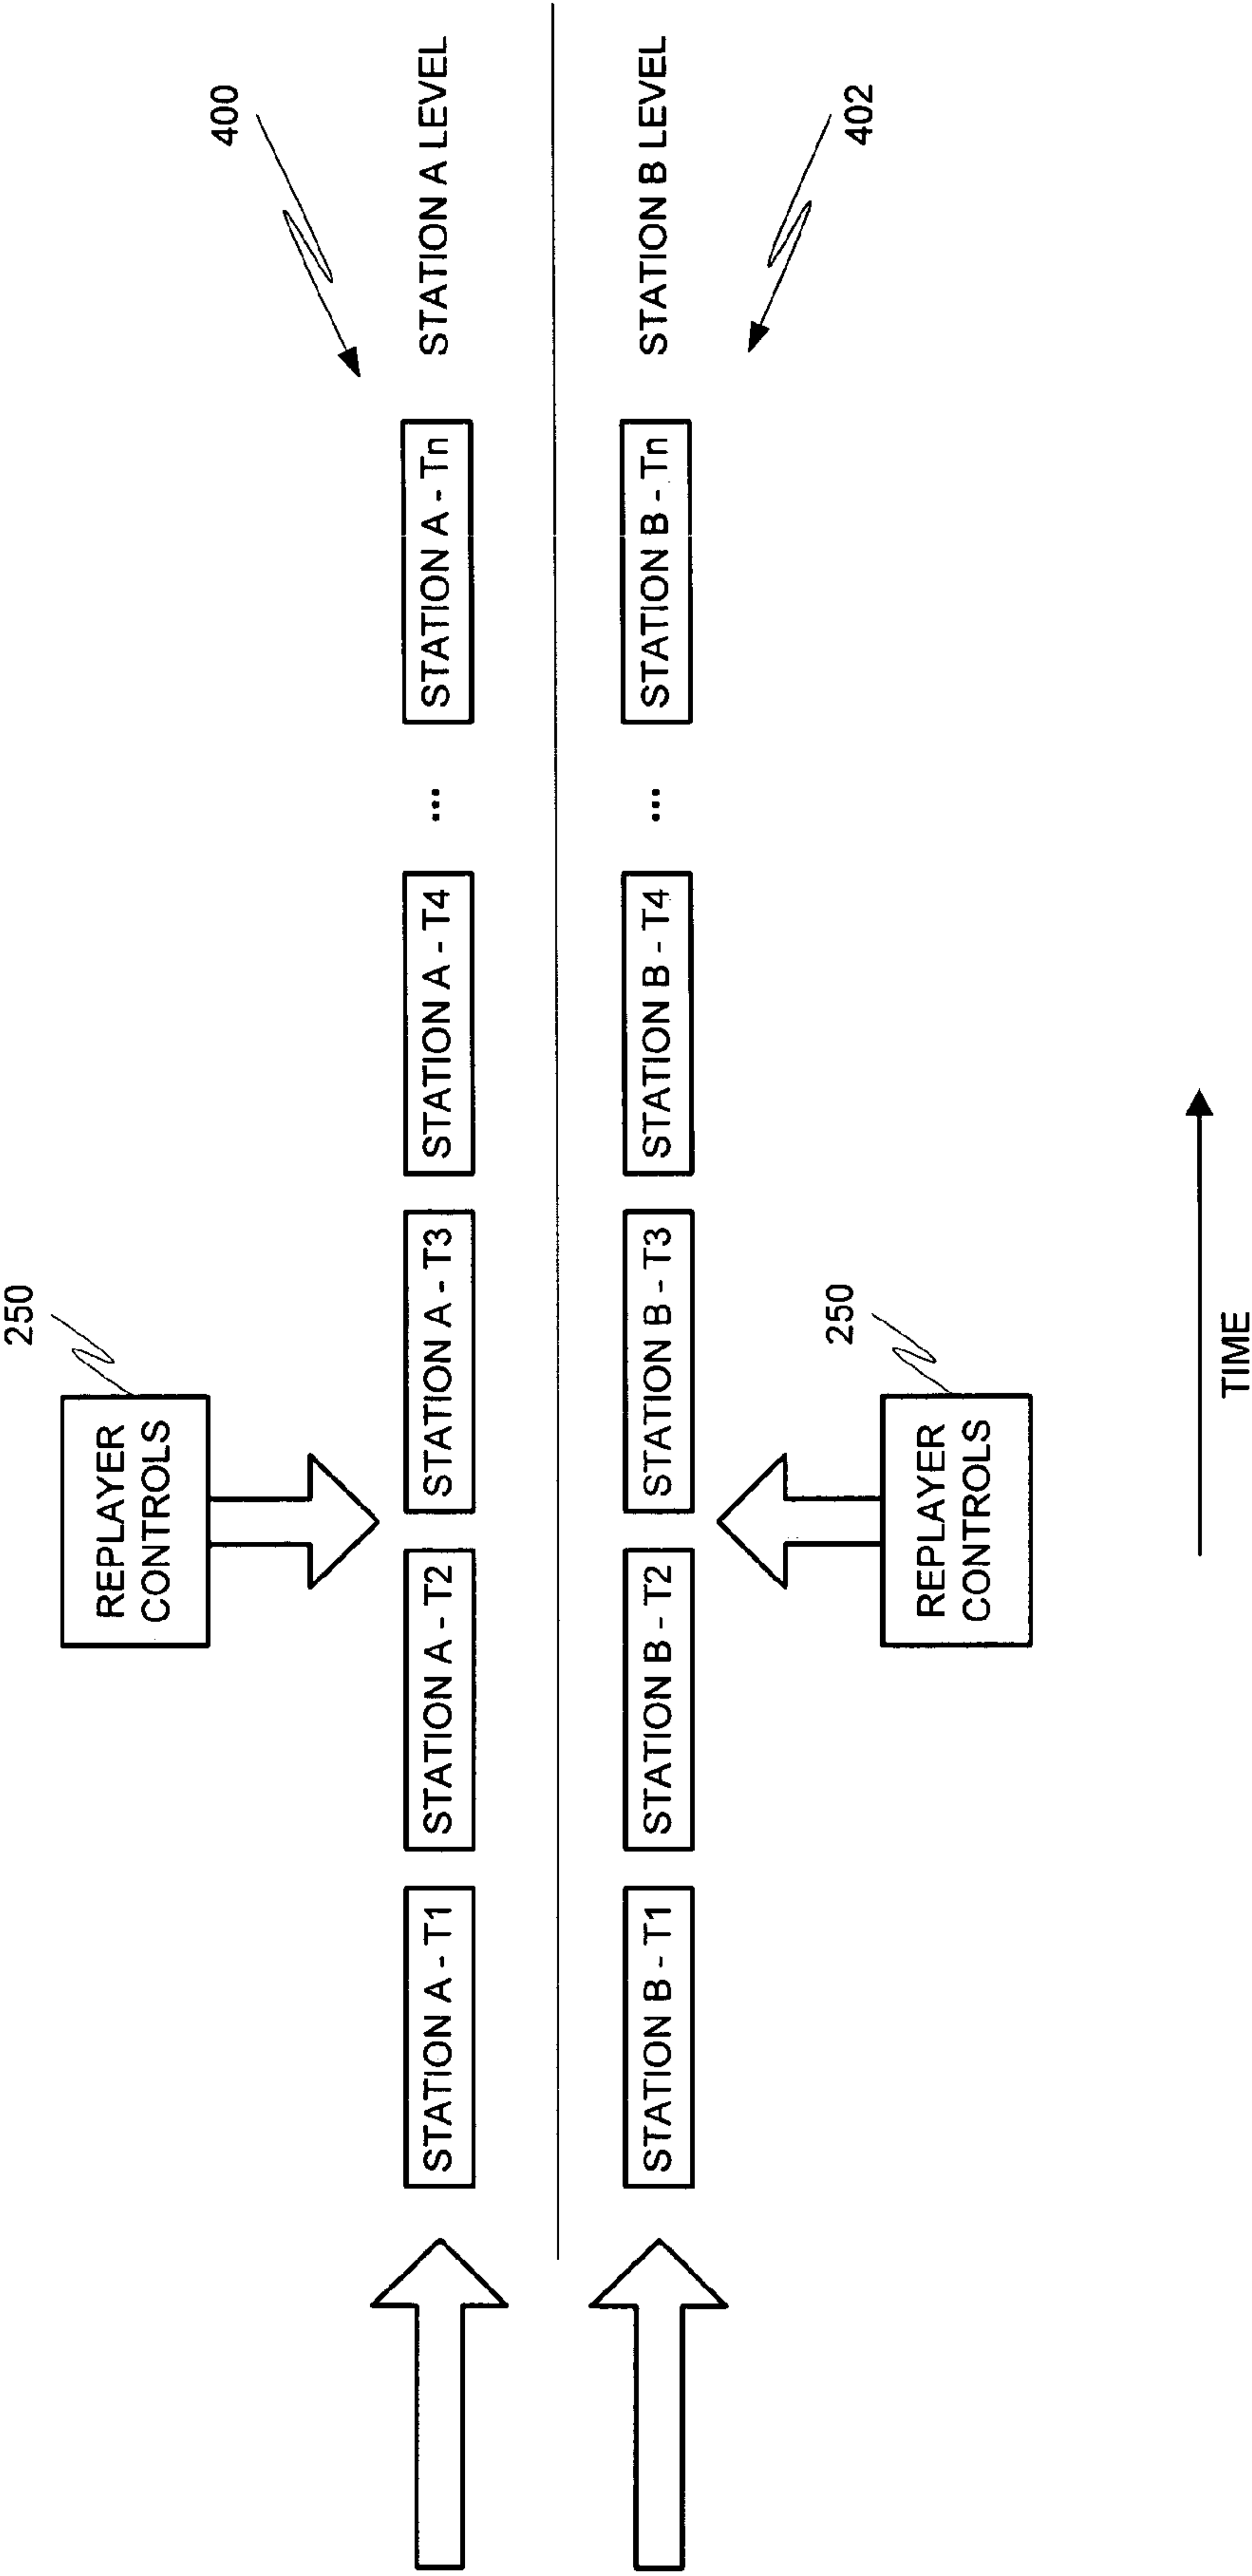 250
REPLAYER
CONTROLS
400
STATION A - T1
STATION A - T2
STATION A - T3
STATION A - T4
...
STATION A - Tn
STATION A LEVEL
STATION B - T1
STATION B - T2
STATION B - T3
STATION B - T4
...
STATION B - Tn
STATION B LEVEL
250
402
REPLAYER
CONTROLS
TIME